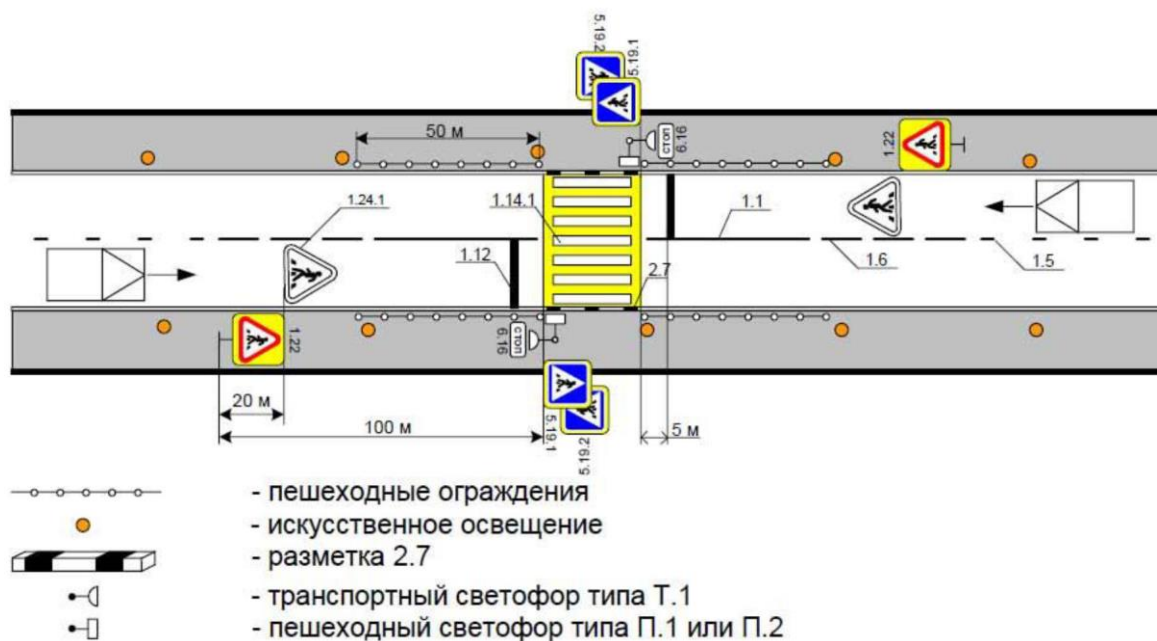 5.19.2
5.19.1
50 м
СТОП
6.16
1.22
1.24.1
1.14.1
1.1
1.12
2.7
1.6
1.5
1.22
СТОП
6.16
20 м
100 м
5.19.1
5.19.2
5 м
- пешеходные ограждения
- искусственное освещение
- разметка 2.7
- транспортный светофор типа Т.1
- пешеходный светофор типа П.1 или П.2